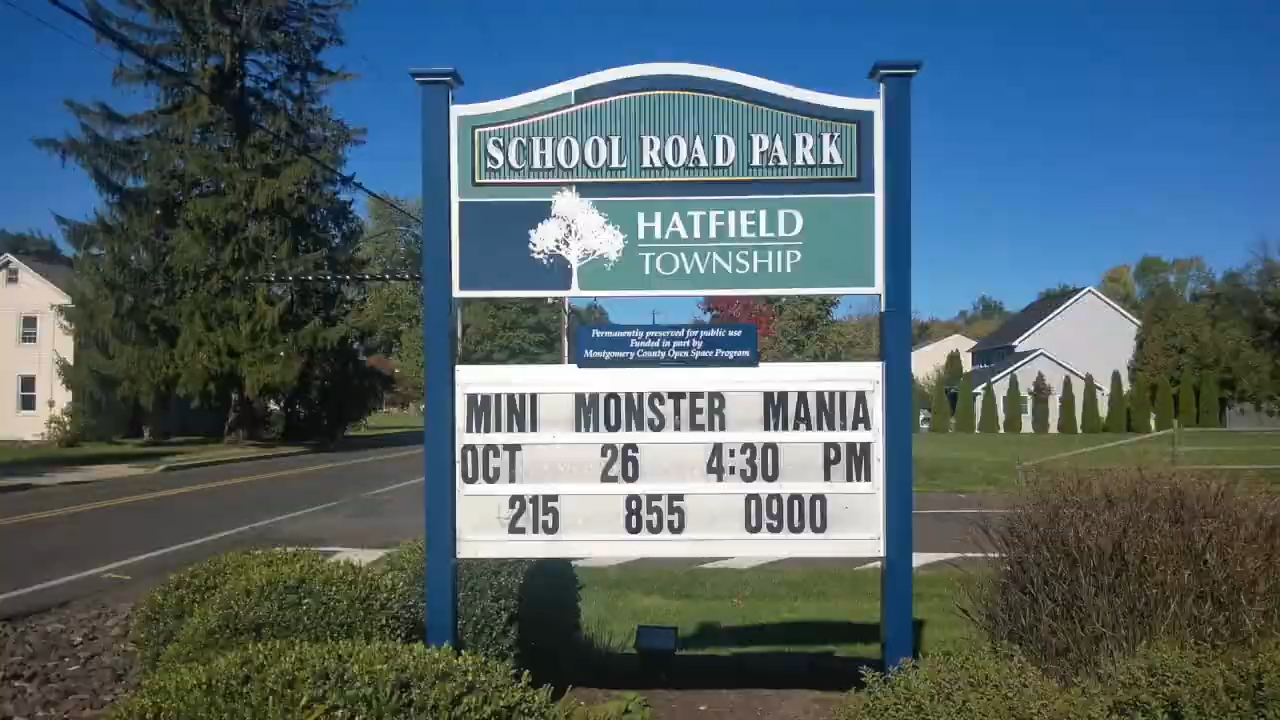 SCHOOL ROAD PARK
HATFIELD
TOWNSHIP
Permanently preserved for public use
Funded in part by
Montgomery County Open Space Program
MINI MONSTER MANIA
OCT 26 4:30 PM
215 855 0900